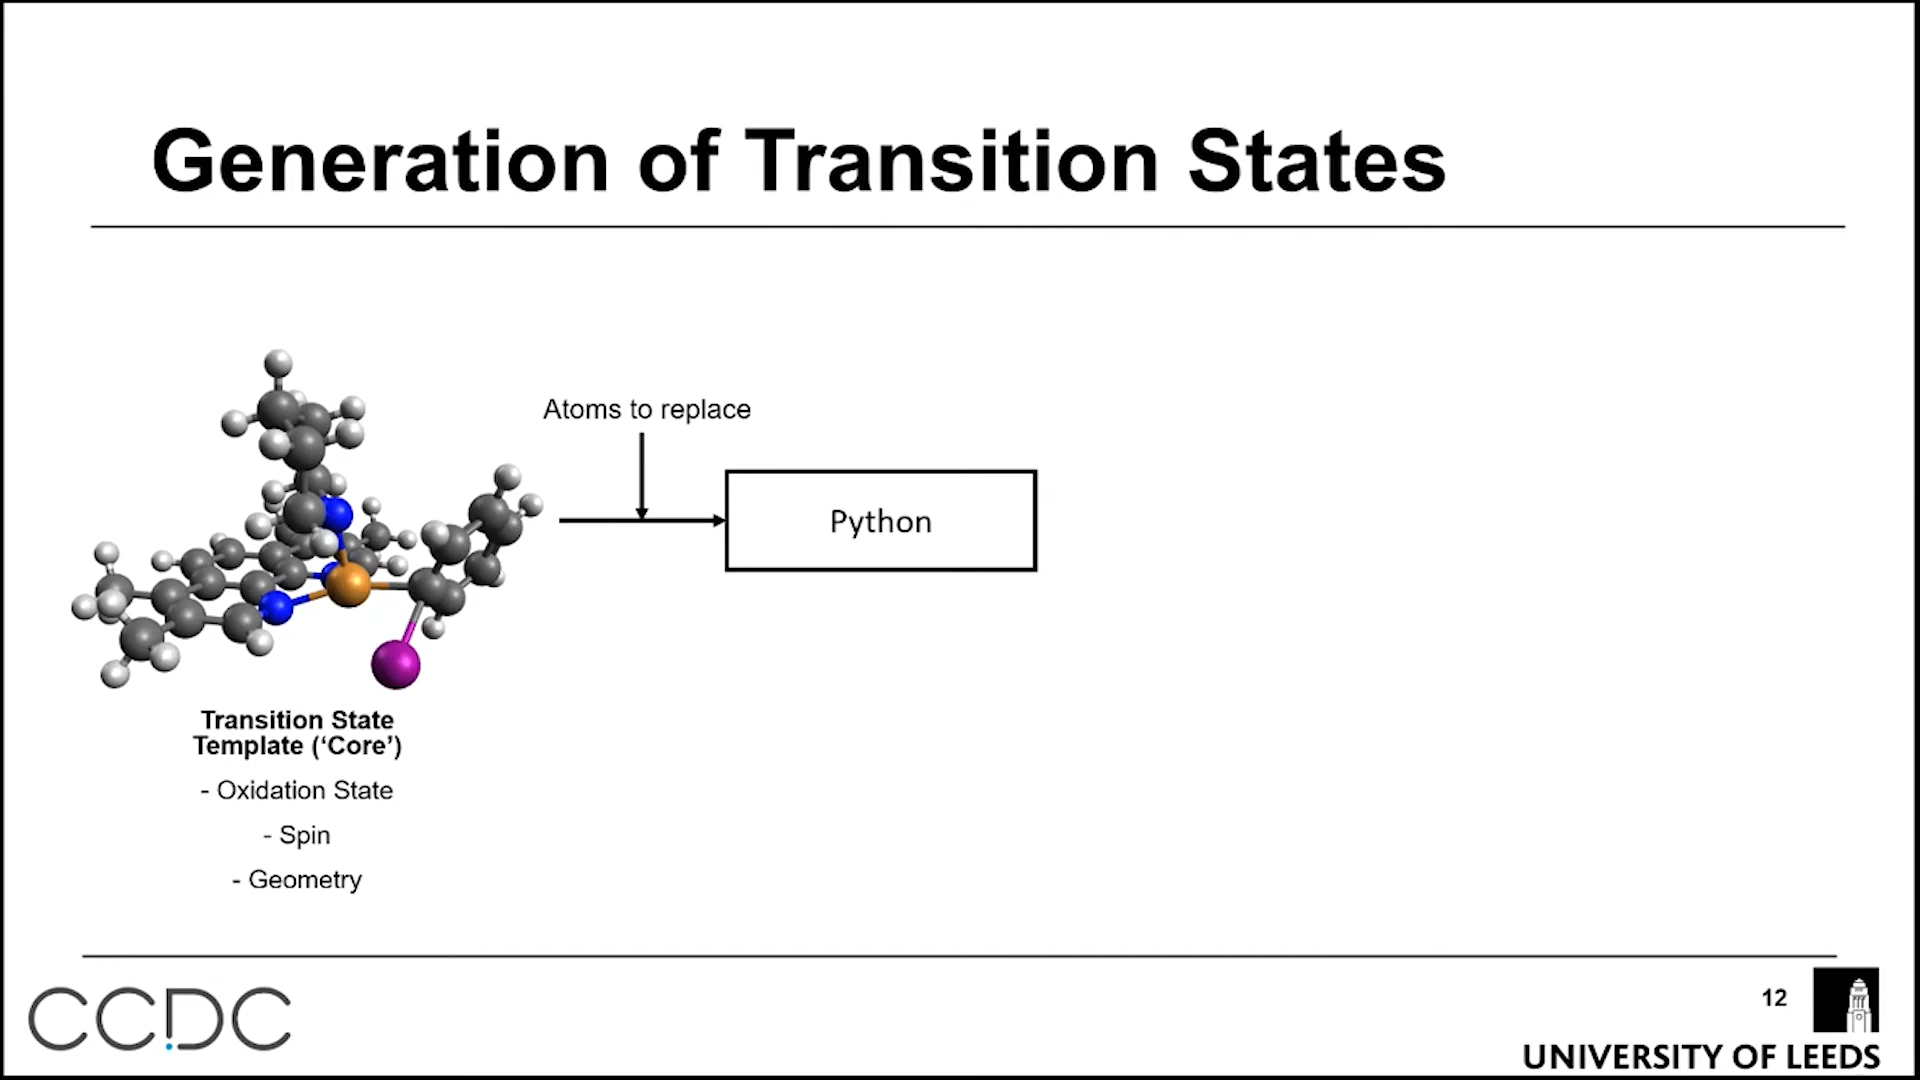 Generation of Transition States
Atoms to replace
Python
Transition State
Template (‘Core’)
- Oxidation State
- Spin
- Geometry
CCDC
12
UNIVERSITY OF LEEDS